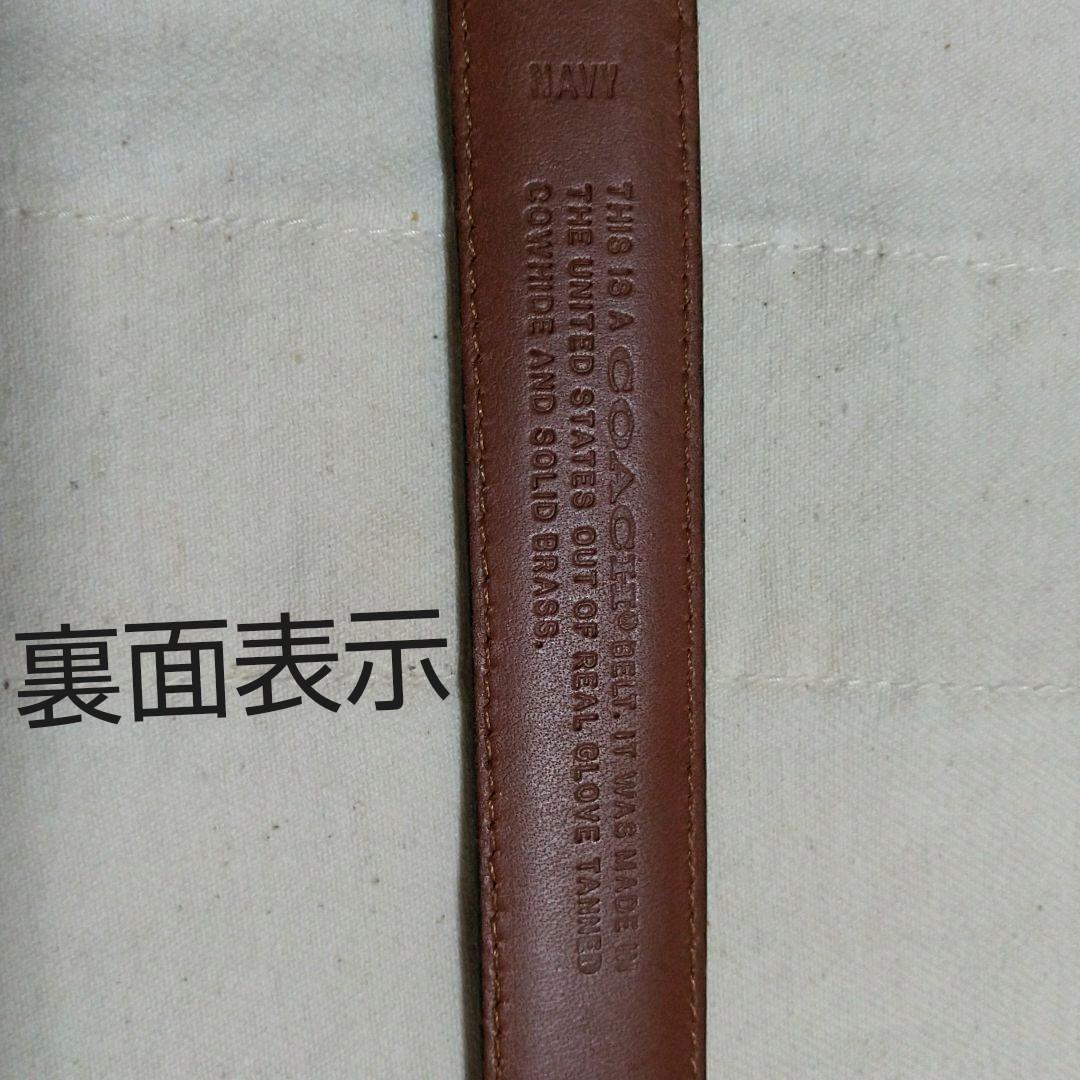 NAVY
THIS IS A COACH® BELT. IT WAS MADE IN
THE UNITED STATES OUT OF REAL GLOVE TANNED
COWHIDE AND SOLID BRASS.
裏面表示